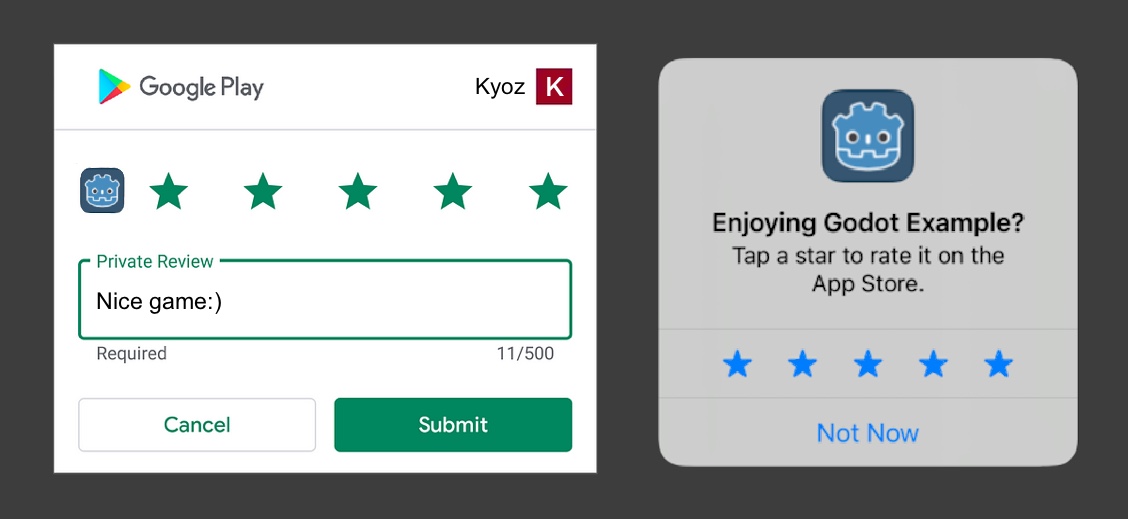 Google Play
Kyoz
K
Private Review
Nice game:)
Required
11/500
Cancel
Submit
Enjoying Godot Example?
Tap a star to rate it on the
App Store.
Not Now